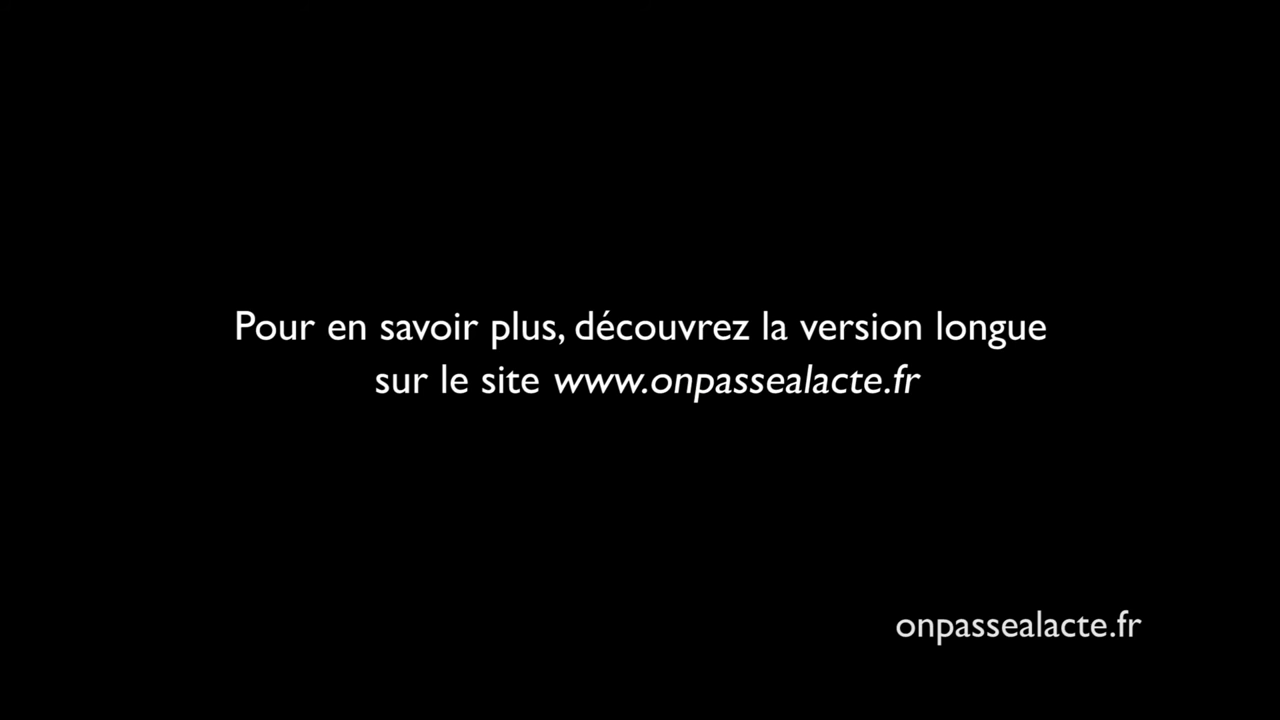 Pour en savoir plus, découvrez la version longue
sur le site www.onpassealacte.fr
onpassealacte.fr